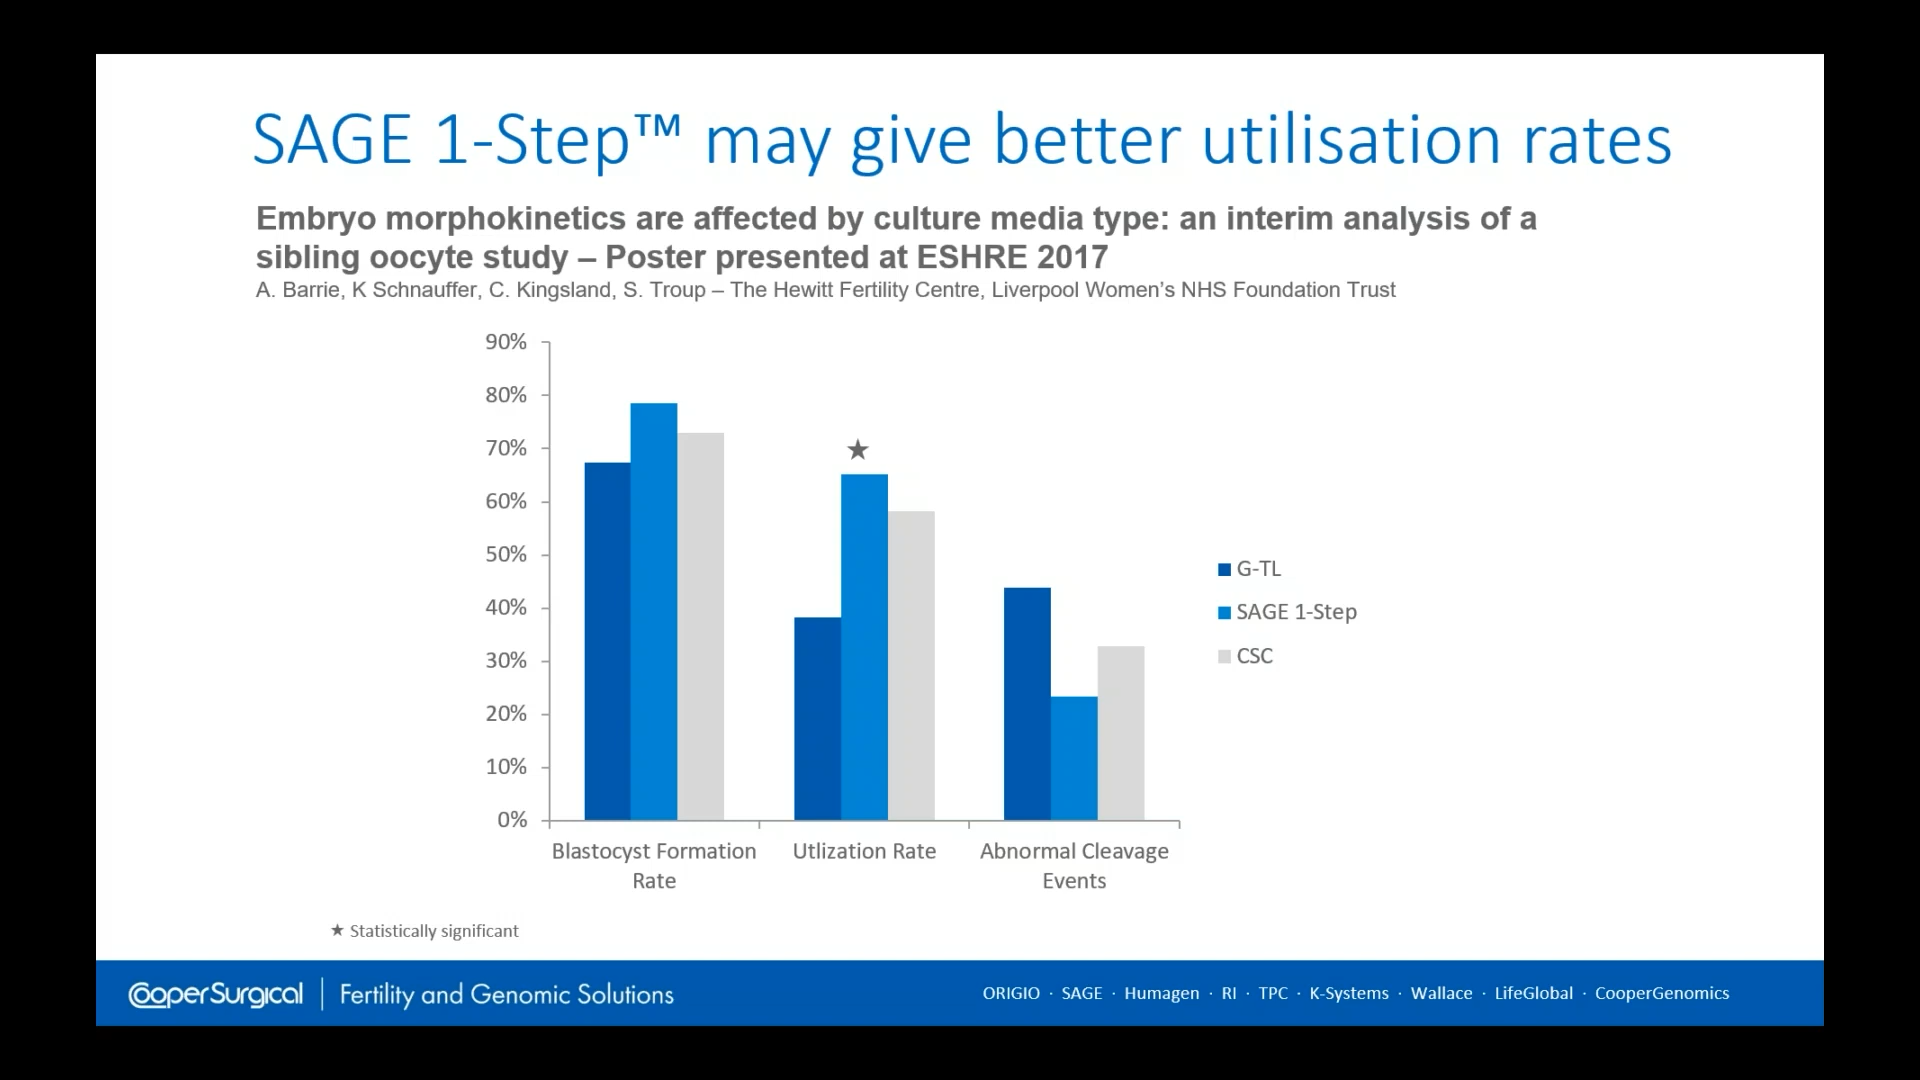 SAGE 1-Step™ may give better utilisation rates
Embryo morphokinetics are affected by culture media type: an interim analysis of a
sibling oocyte study – Poster presented at ESHRE 2017
A. Barrie, K Schnauffer, C. Kingsland, S. Troup – The Hewitt Fertility Centre, Liverpool Women's NHS Foundation Trust
90%
80%
70%
60%
50%
40%
30%
20%
10%
0%
★
Blastocyst Formation
Rate
Utlization Rate
Abnormal Cleavage
Events
G-TL
SAGE 1-Step
CSC
★ Statistically significant
CooperSurgical | Fertility and Genomic Solutions
ORIGIO · SAGE · Humagen · RI · TPC · K-Systems · Wallace · LifeGlobal · CooperGenomics